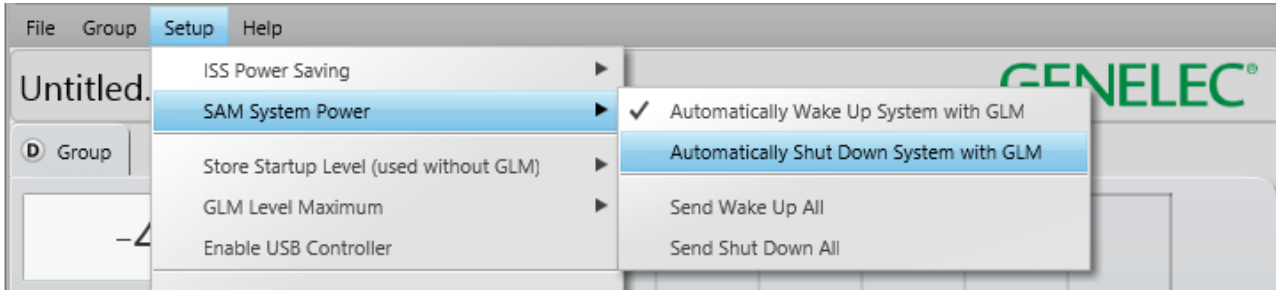 File Group Setup Help
Untitled.
GENELEC®
D Group
ISS Power Saving
SAM System Power
Store Startup Level (used without GLM)
GLM Level Maximum
Enable USB Controller
✓ Automatically Wake Up System with GLM
Automatically Shut Down System with GLM
Send Wake Up All
Send Shut Down All